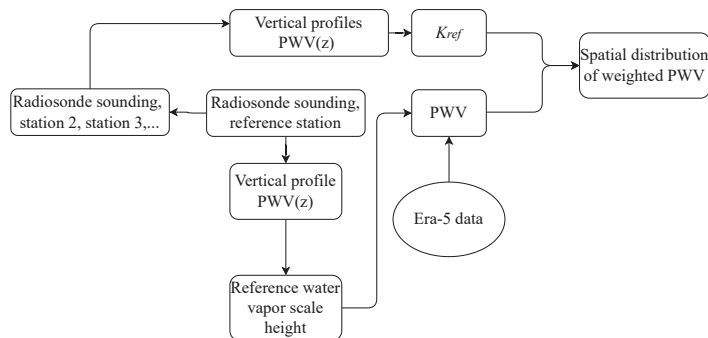 Vertical profiles
PWV(z)
Kref
Spatial distribution
of weighted PWV
Radiosonde sounding,
station 2, station 3,...
Radiosonde sounding,
reference station
PWV
Vertical profile
PWV(z)
Era-5 data
Reference water
vapor scale
height